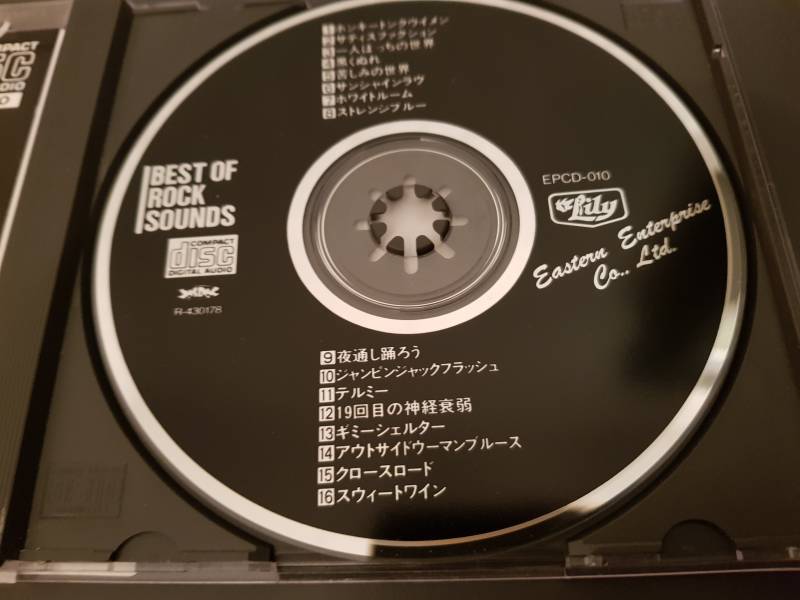 1 ホンキートンクウイメン
2 サティスファクション
3 一人ぼっちの世界
4 黒くぬれ
5 苦しみの世界
6 サンシャインラヴ
7 ホワイトルーム
8 ストレンジブルー
BEST OF
ROCK
SOUNDS
COMPACT
disc
DIGITAL AUDIO
R-430178
EPCD-010
Lily
Eastern Enterprise
Co., Ltd.
9 夜通し踊ろう
10 ジャンピンジャックフラッシュ
11 テルミー
12 19回目の神経衰弱
13 ギミーシェルター
14 アウトサイドウーマンブルース
15 クロースロード
16 スウィートワイン